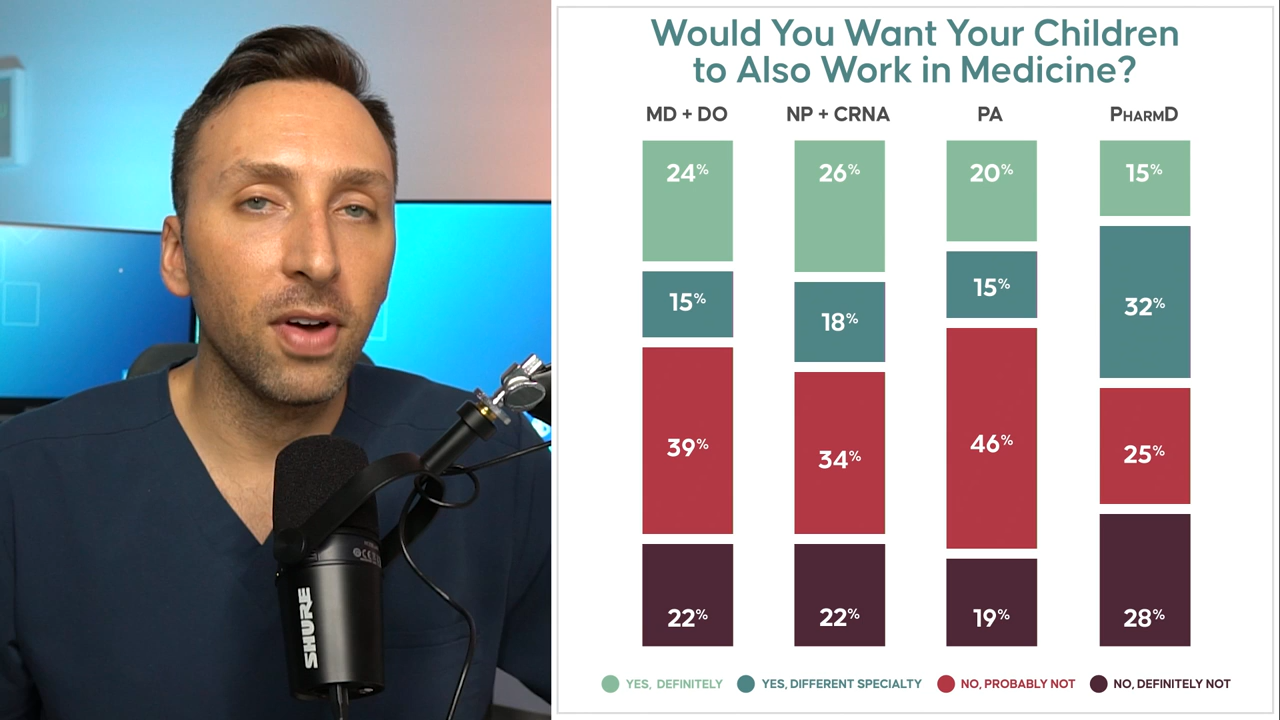 Would You Want Your Children
to Also Work in Medicine?
MD + DO
NP + CRNA
PA
PHARMD
24%
26%
20%
15%
15%
18%
15%
32%
39%
34%
46%
25%
22%
22%
19%
28%
YES, DEFINITELY
YES, DIFFERENT SPECIALTY
NO, PROBABLY NOT
NO, DEFINITELY NOT
SHURE